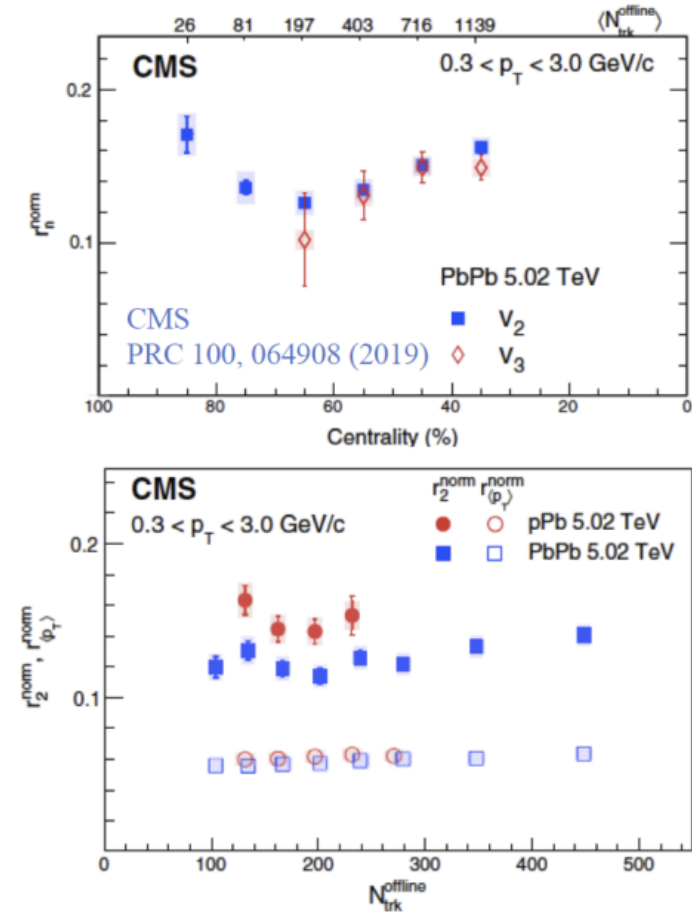 26 81 197 403 716 1139 ⟨N_trk^offline⟩
CMS 0.3 < p_T < 3.0 GeV/c
0.2
r_n^norm
0.1
PbPb 5.02 TeV
CMS v_2
PRC 100, 064908 (2019) v_3
100 80 60 40 20 0
Centrality (%)
CMS r_2^norm r_⟨p_T⟩^norm
0.3 < p_T < 3.0 GeV/c pPb 5.02 TeV
0.2 PbPb 5.02 TeV
r_2^norm, r_⟨p_T⟩^norm
0.1
0 100 200 300 400 500
N_trk^offline